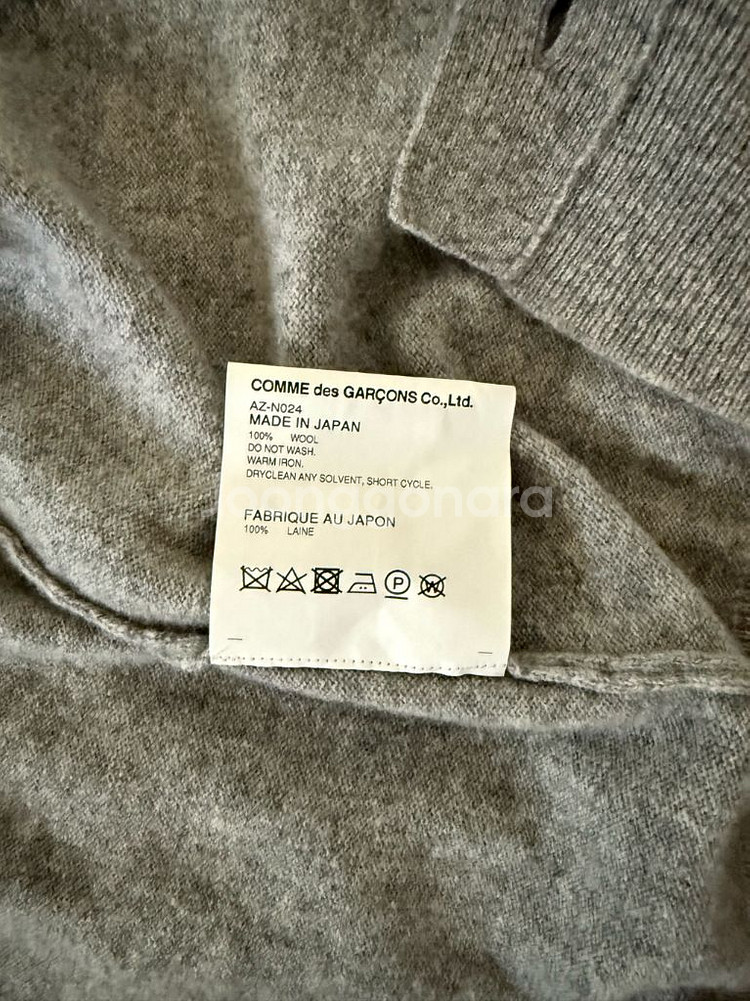 COMME des GARÇONS Co.,Ltd.
AZ-N024
MADE IN JAPAN
100% WOOL
DO NOT WASH.
WARM IRON.
DRYCLEAN ANY SOLVENT, SHORT CYCLE.
joonggonara
FABRIQUE AU JAPON
100% LAINE
P W